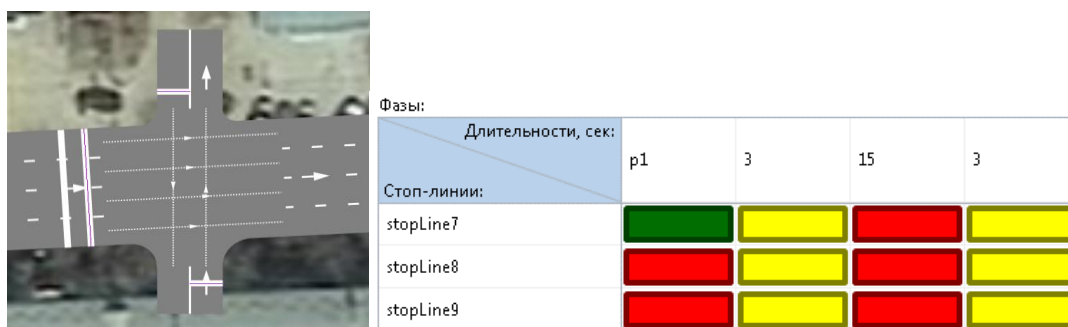 Фазы:
Длительности, сек:
p1 3 15 3
Стоп-линии:
stopLine7
stopLine8
stopLine9